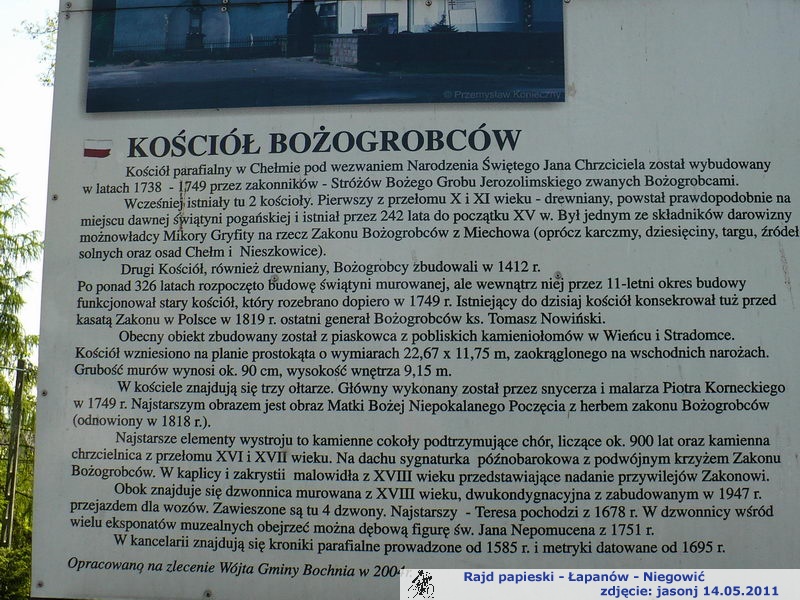 © Przemysław Konieczny
KOŚCIÓŁ BOŻOGROBCÓW
Kościół parafialny w Chełmie pod wezwaniem Narodzenia Świętego Jana Chrzciciela został wybudowany
w latach 1738 - 1749 przez zakonników - Stróżów Bożego Grobu Jerozolimskiego zwanych Bożogrobcami.
Wcześniej istniały tu 2 kościoły. Pierwszy z przełomu X i XI wieku - drewniany, powstał prawdopodobnie na
miejscu dawnej świątyni pogańskiej i istniał przez 242 lata do początku XV w. Był jednym ze składników darowizny
możnowładcy Mikory Gryfity na rzecz Zakonu Bożogrobców z Miechowa (oprócz karczmy, dziesięciny, targu, źródeł
solnych oraz osad Chełm i Nieszkowice).
Drugi Kościół, również drewniany, Bożogrobcy zbudowali w 1412 r.
Po ponad 326 latach rozpoczęto budowę świątyni murowanej, ale wewnątrz niej przez 11-letni okres budowy
funkcjonował stary kościół, który rozebrano dopiero w 1749 r. Istniejący do dzisiaj kościół konsekrował tuż przed
kasatą Zakonu w Polsce w 1819 r. ostatni generał Bożogrobców ks. Tomasz Nowiński.
Obecny obiekt zbudowany został z piaskowca z pobliskich kamieniołomów w Wieńcu i Stradomce.
Kościół wzniesiono na planie prostokąta o wymiarach 22,67 x 11,75 m, zaokrąglonego na wschodnich narożach.
Grubość murów wynosi ok. 90 cm, wysokość wnętrza 9,15 m.
W kościele znajdują się trzy ołtarze. Główny wykonany został przez snycerza i malarza Piotra Korneckiego
w 1749 r. Najstarszym obrazem jest obraz Matki Bożej Niepokalanego Poczęcia z herbem zakonu Bożogrobców
(odnowiony w 1818 r.).
Najstarsze elementy wystroju to kamienne cokoły podtrzymujące chór, liczące ok. 900 lat oraz kamienna
chrzcielnica z przełomu XVI i XVII wieku. Na dachu sygnaturka późnobarokowa z podwójnym krzyżem Zakonu
Bożogrobców. W kaplicy i zakrystii malowidła z XVIII wieku przedstawiające nadanie przywilejów Zakonowi.
Obok znajduje się dzwonnica murowana z XVIII wieku, dwukondygnacyjna z zabudowanym w 1947 r.
przejazdem dla wozów. Zawieszone są tu 4 dzwony. Najstarszy - Teresa pochodzi z 1678 r. W dzwonnicy wśród
wielu eksponatów muzealnych obejrzeć można dębową figurę św. Jana Nepomucena z 1751 r.
W kancelarii znajdują się kroniki parafialne prowadzone od 1585 r. i metryki datowane od 1695 r.
Opracowaną na zlecenie Wójta Gminy Bochnia w 2004r.
Rajd papieski - Łapanów - Niegowić
zdjęcie: jasonj 14.05.2011